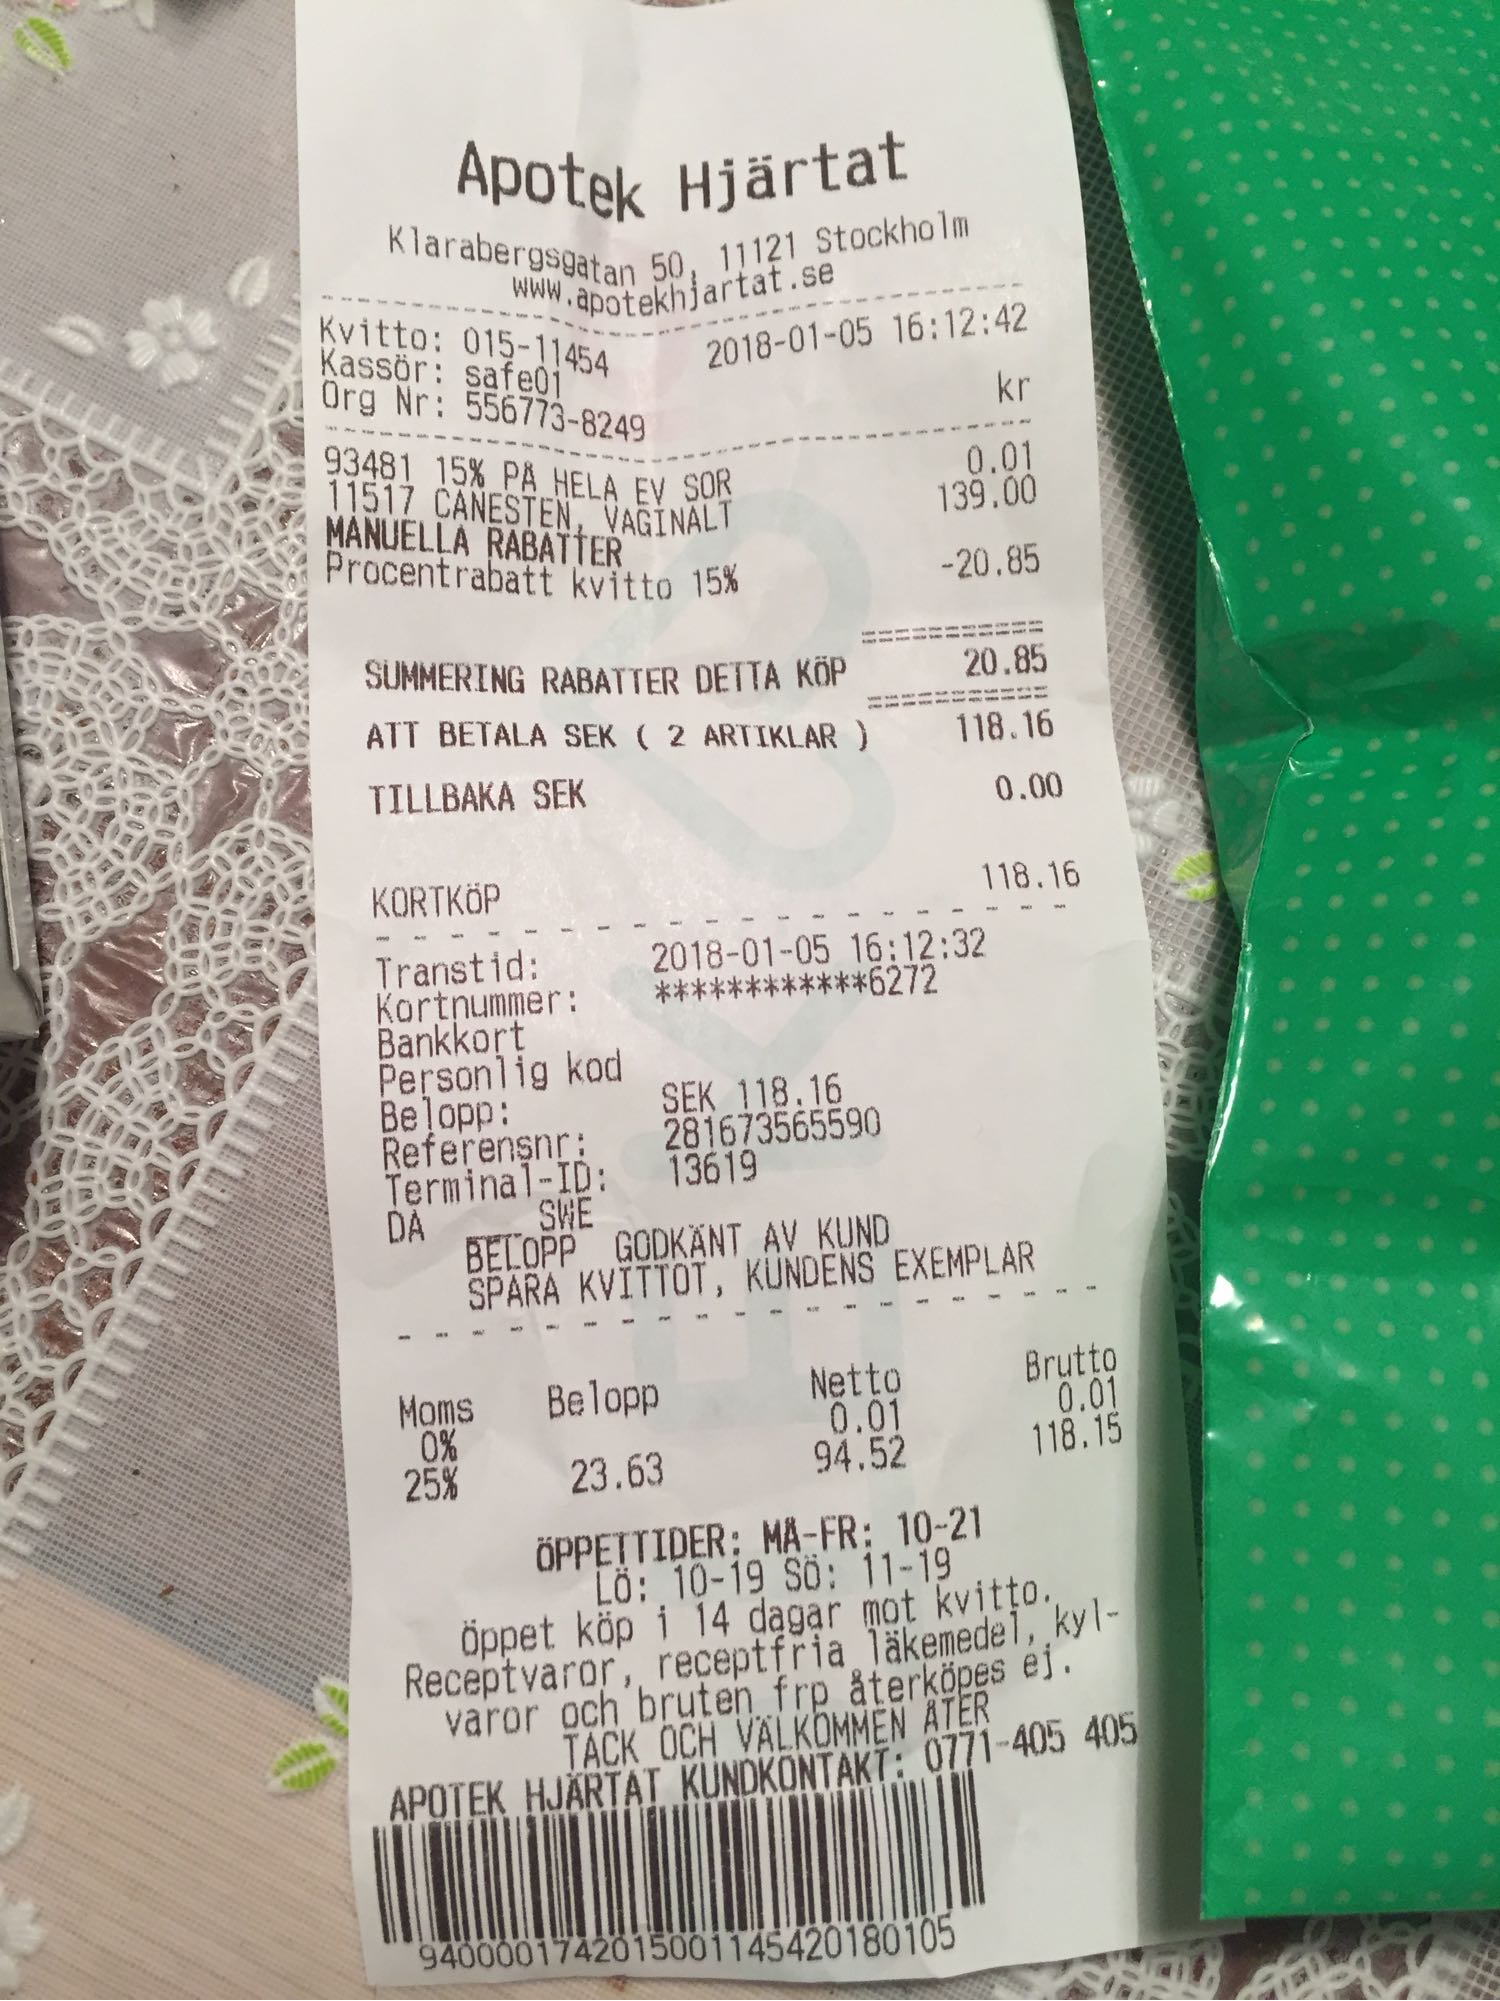 Apotek Hjärtat
Klarabergsgatan 50, 11121 Stockholm
www.apotekhjartat.se
Kvitto: 015-11454 2018-01-05 16:12:42
Kassör: safe01
Org Nr: 556773-8249 kr
93481 15% PÅ HELA EV SOR 0.01
11517 CANESTEN, VAGINALT 139.00
MANUELLA RABATTER
Procentrabatt kvitto 15% -20.85
SUMMERING RABATTER DETTA KÖP 20.85
ATT BETALA SEK ( 2 ARTIKLAR ) 118.16
TILLBAKA SEK 0.00
KORTKÖP 118.16
Transtid: 2018-01-05 16:12:32
Kortnummer: ************6272
Bankkort
Personlig kod
Belopp: SEK 118.16
Referensnr: 281673565590
Terminal-ID: 13619
DA SWE
BELOPP GODKÄNT AV KUND
SPARA KVITTOT, KUNDENS EXEMPLAR
Moms Belopp Netto Brutto
0% 0.01 0.01
25% 23.63 94.52 118.15
ÖPPETTIDER: MÅ-FR: 10-21
LÖ: 10-19 SÖ: 11-19
Öppet köp i 14 dagar mot kvitto.
Receptvaror, receptfria läkemedel, kyl-
varor och bruten frp återköpes ej.
TACK OCH VÄLKOMMEN ÅTER
APOTEK HJÄRTAT KUNDKONTAKT: 0771-405 405
9400001742015001145420180105